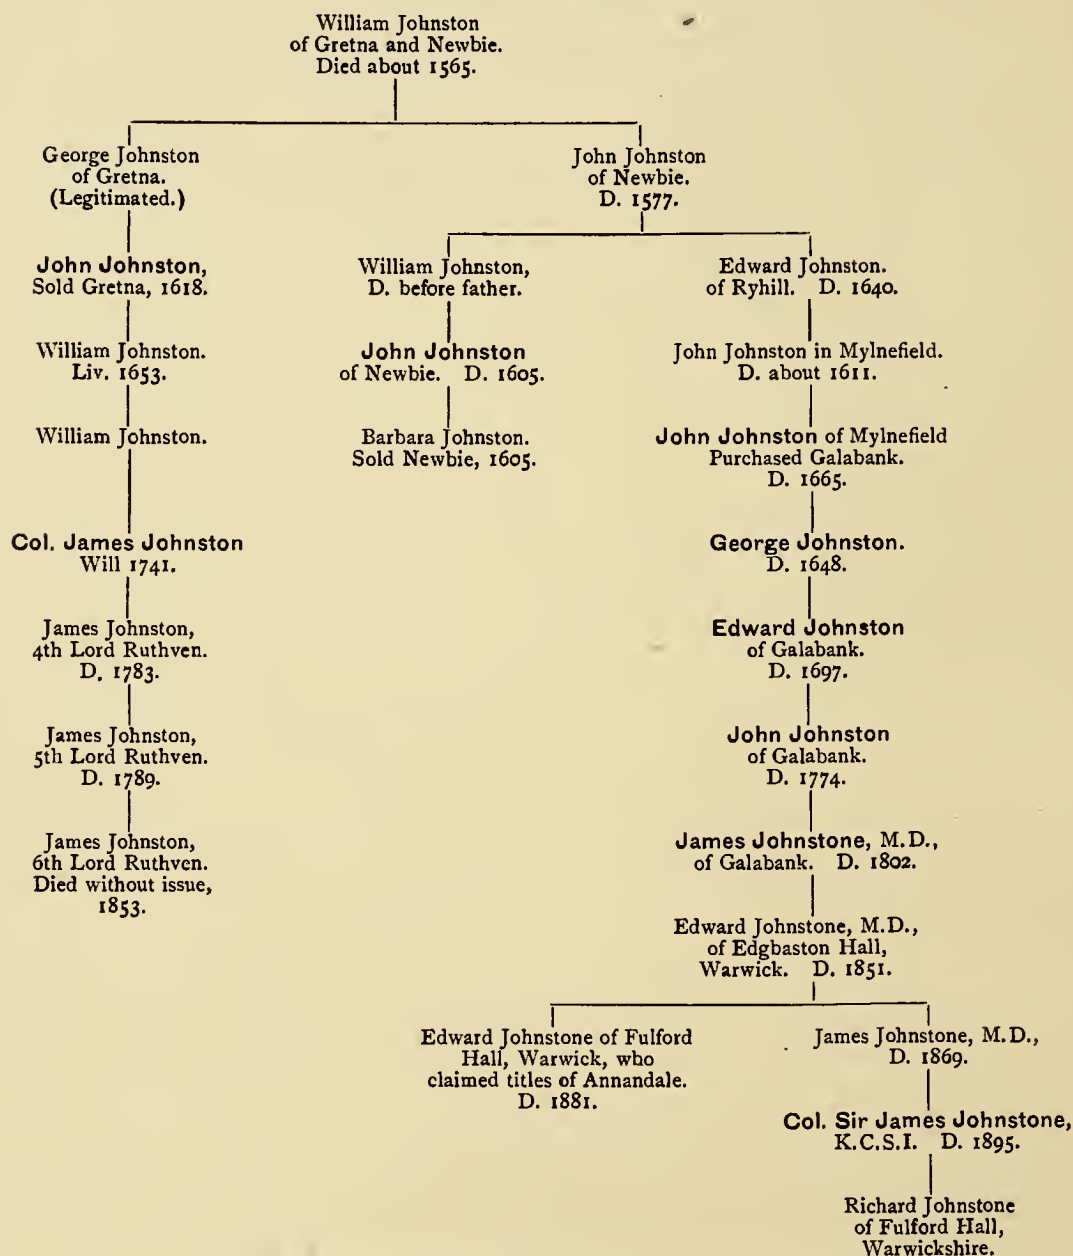 William Johnston
of Gretna and Newbie.
Died about 1565.
George Johnston
of Gretna.
(Legitimated.)
John Johnston
of Newbie.
D. 1577.
John Johnston,
Sold Gretna, 1618.
William Johnston,
D. before father.
Edward Johnston.
of Ryhill. D. 1640.
William Johnston.
Liv. 1653.
John Johnston
of Newbie. D. 1605.
John Johnston in Mylnefield.
D. about 1611.
William Johnston.
Barbara Johnston.
Sold Newbie, 1605.
John Johnston of Mylnefield
Purchased Galabank.
D. 1665.
Col. James Johnston
Will 1741.
George Johnston.
D. 1648.
James Johnston,
4th Lord Ruthven.
D. 1783.
Edward Johnston
of Galabank.
D. 1697.
James Johnston,
5th Lord Ruthven.
D. 1789.
John Johnston
of Galabank.
D. 1774.
James Johnston,
6th Lord Ruthven.
Died without issue,
1853.
James Johnstone, M.D.,
of Galabank. D. 1802.
Edward Johnstone, M.D.,
of Edgbaston Hall,
Warwick. D. 1851.
Edward Johnstone of Fulford
Hall, Warwick, who
claimed titles of Annandale.
D. 1881.
James Johnstone, M.D.,
D. 1869.
Col. Sir James Johnstone,
K.C.S.I. D. 1895.
Richard Johnstone
of Fulford Hall,
Warwickshire.